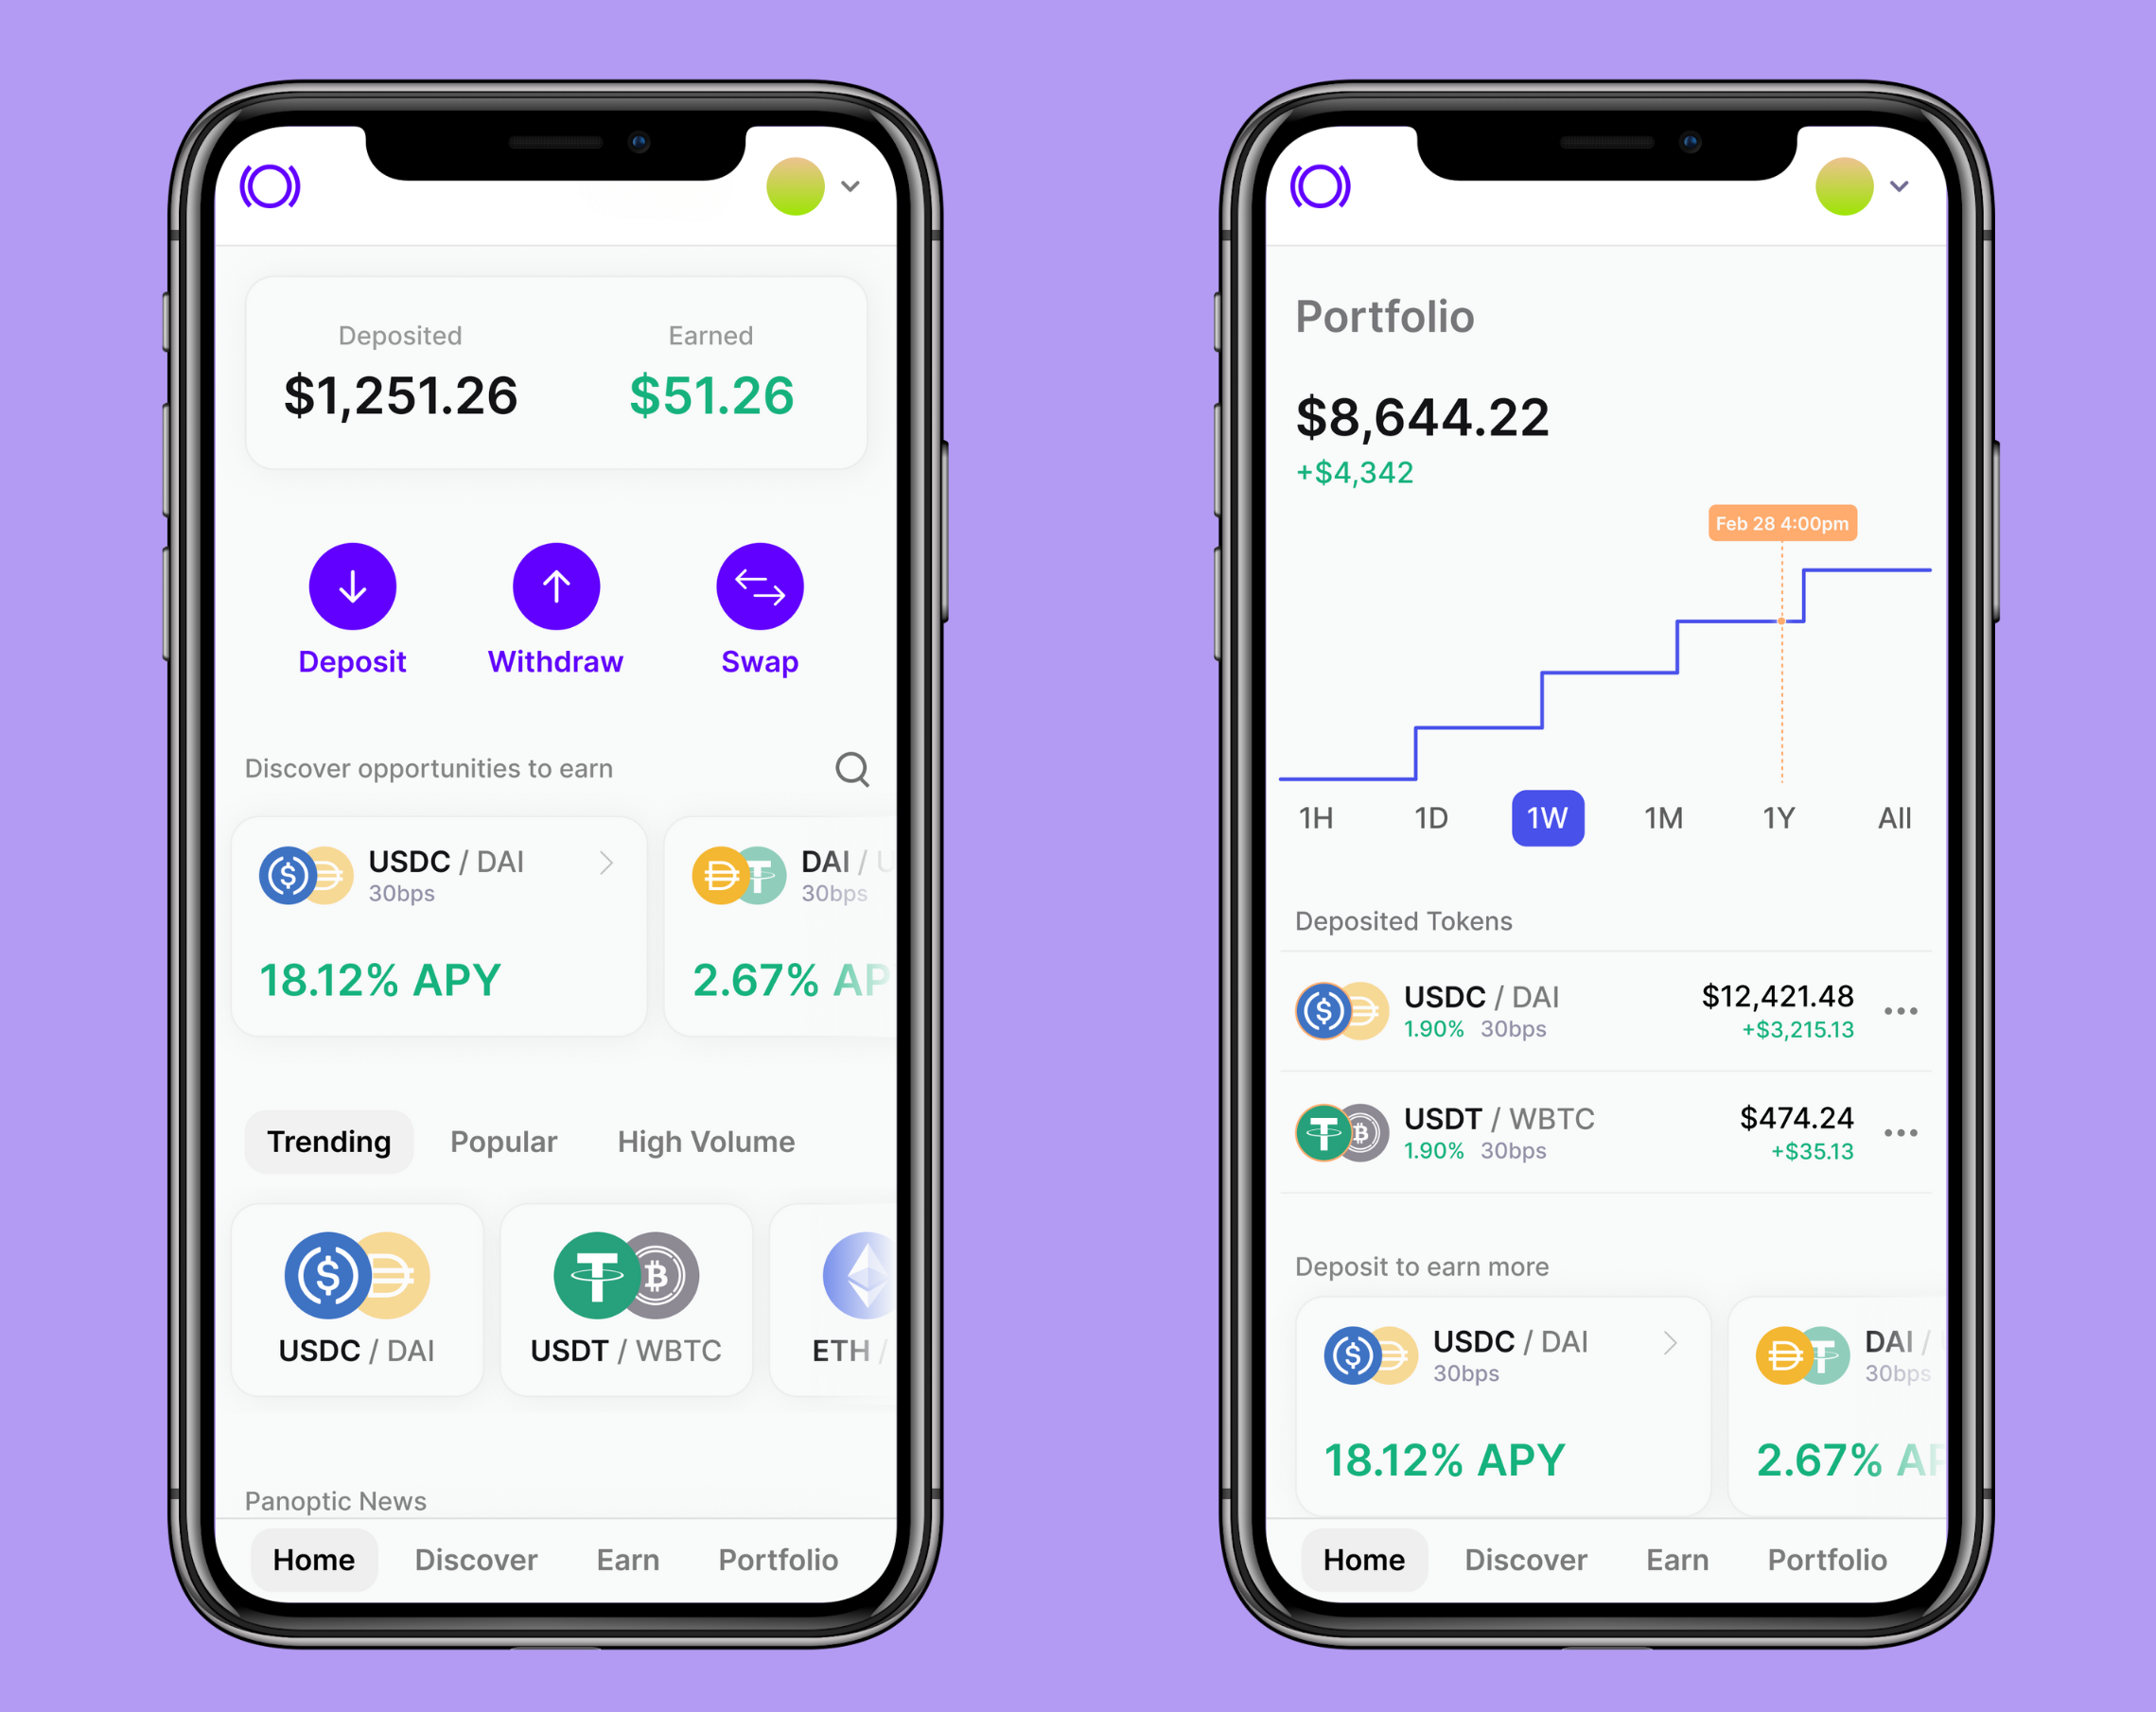 Deposited
Earned
$1,251.26
$51.26
Deposit
Withdraw
Swap
Discover opportunities to earn
USDC / DAI
30bps
18.12% APY
DAI / U
30bps
2.67% AP
Trending
Popular
High Volume
USDC / DAI
USDT / WBTC
ETH /
Panoptic News
Home
Discover
Earn
Portfolio
Portfolio
$8,644.22
+$4,342
Feb 28 4:00pm
1H
1D
1W
1M
1Y
All
Deposited Tokens
USDC / DAI
$12,421.48
1.90% 30bps
+$3,215.13
USDT / WBTC
$474.24
1.90% 30bps
+$35.13
Deposit to earn more
USDC / DAI
30bps
18.12% APY
DAI /
30bps
2.67% AP
Home
Discover
Earn
Portfolio